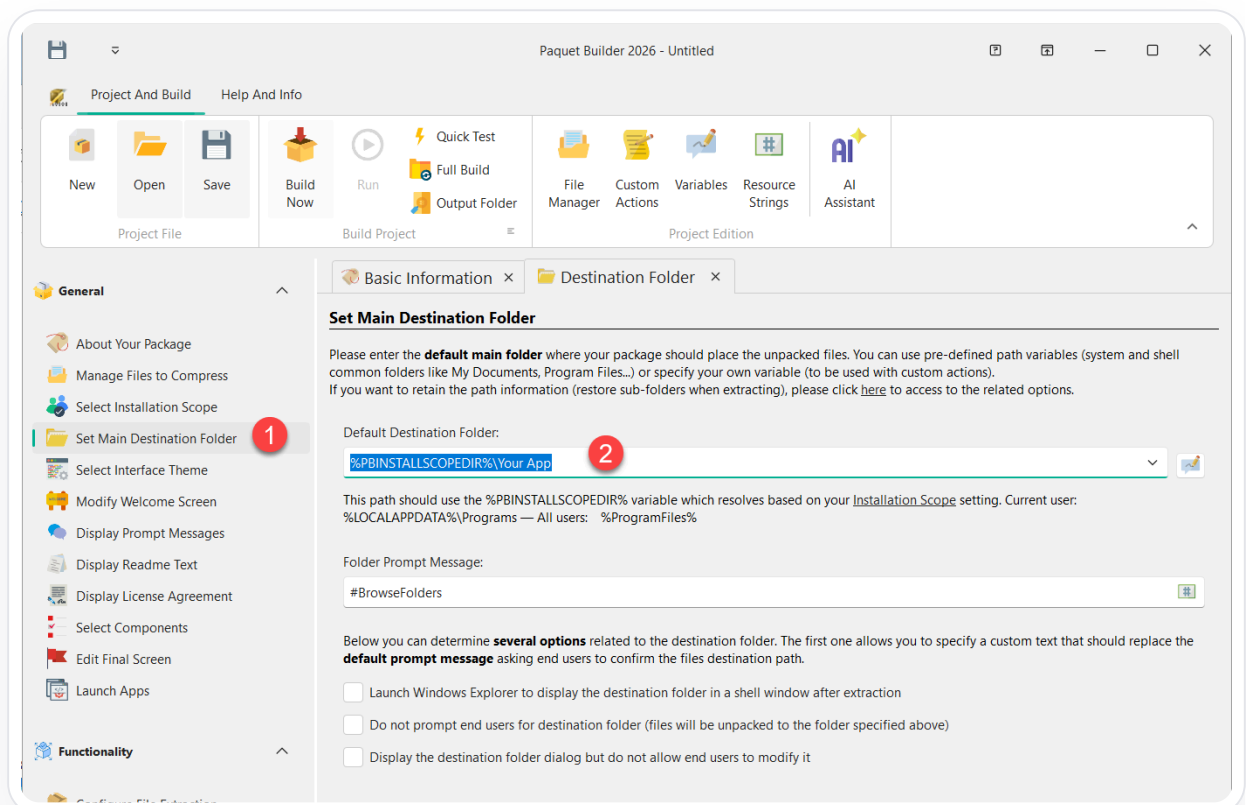 Paquet Builder 2026 - Untitled
Project And Build
Help And Info
New
Open
Save
Project File
Build Now
Run
Quick Test
Full Build
Output Folder
Build Project
File Manager
Custom Actions
Variables
Resource Strings
AI
AI Assistant
Project Edition
General
About Your Package
Manage Files to Compress
Select Installation Scope
Set Main Destination Folder
1
Select Interface Theme
Modify Welcome Screen
Display Prompt Messages
Display Readme Text
Display License Agreement
Select Components
Edit Final Screen
Launch Apps
Functionality
Configure File Extraction
Basic Information
Destination Folder
Set Main Destination Folder
Please enter the default main folder where your package should place the unpacked files. You can use pre-defined path variables (system and shell
common folders like My Documents, Program Files...) or specify your own variable (to be used with custom actions).
If you want to retain the path information (restore sub-folders when extracting), please click here to access to the related options.
Default Destination Folder:
2
%PBINSTALLSCOPEDIR%\Your App
This path should use the %PBINSTALLSCOPEDIR% variable which resolves based on your Installation Scope setting. Current user:
%LOCALAPPDATA%\Programs — All users: %ProgramFiles%
Folder Prompt Message:
#BrowseFolders
#
Below you can determine several options related to the destination folder. The first one allows you to specify a custom text that should replace the
default prompt message asking end users to confirm the files destination path.
Launch Windows Explorer to display the destination folder in a shell window after extraction
Do not prompt end users for destination folder (files will be unpacked to the folder specified above)
Display the destination folder dialog but do not allow end users to modify it